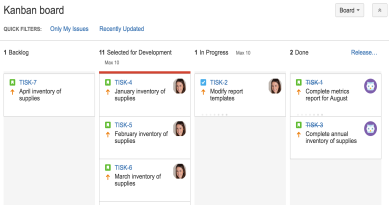 Kanban board
Board
QUICK FILTERS: Only My Issues Recently Updated
1 Backlog
11 Selected for Development
Max 10
1 In Progress Max 10
2 Done
Release...
TISK-7
April inventory of
supplies
TISK-4
January inventory of
supplies
TISK-5
February inventory of
supplies
TISK-6
March inventory of
supplies
TISK-2
Modify report
templates
TISK-1
Complete metrics
report for August
TISK-3
Complete annual
inventory of supplies